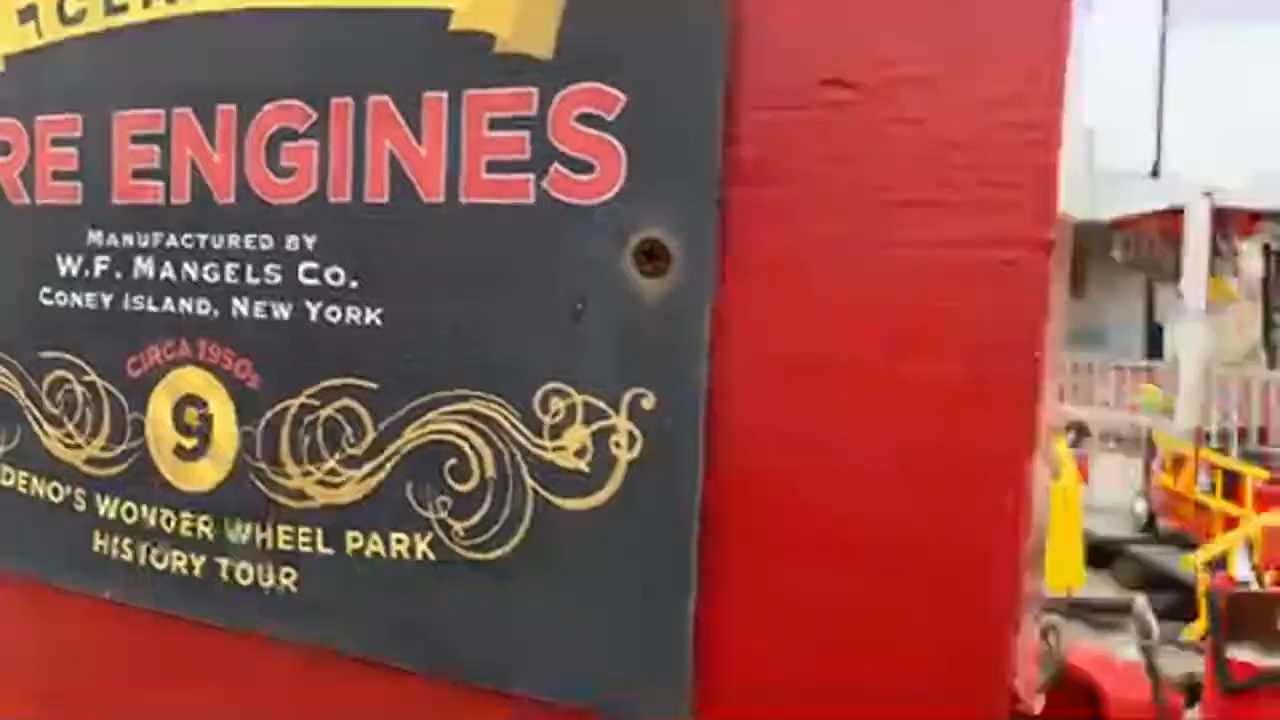 RE ENGINES
MANUFACTURED BY
W.F. MANGELS CO.
CONEY ISLAND, NEW YORK
CIRCA 1950s
9
DENO'S WONDER WHEEL PARK
HISTORY TOUR